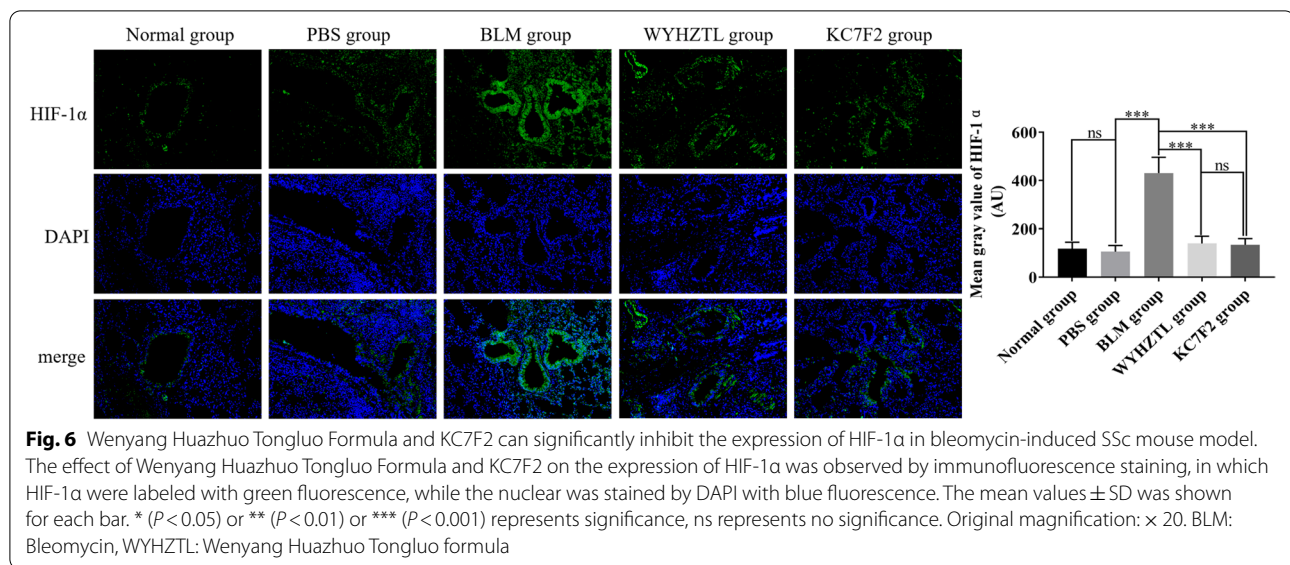 Normal group PBS group BLM group WYHZTL group KC7F2 group
HIF-1α
DAPI
merge
Mean gray value of HIF-1 α
(AU)
600
400
200
0
ns
***
***
***
ns
Normal group
PBS group
BLM group
WYHZTL group
KC7F2 group
Fig. 6 Wenyang Huazhuo Tongluo Formula and KC7F2 can significantly inhibit the expression of HIF-1α in bleomycin-induced SSc mouse model.
The effect of Wenyang Huazhuo Tongluo Formula and KC7F2 on the expression of HIF-1α was observed by immunofluorescence staining, in which
HIF-1α were labeled with green fluorescence, while the nuclear was stained by DAPI with blue fluorescence. The mean values ± SD was shown
for each bar. * (P < 0.05) or ** (P < 0.01) or *** (P < 0.001) represents significance, ns represents no significance. Original magnification: × 20. BLM:
Bleomycin, WYHZTL: Wenyang Huazhuo Tongluo formula